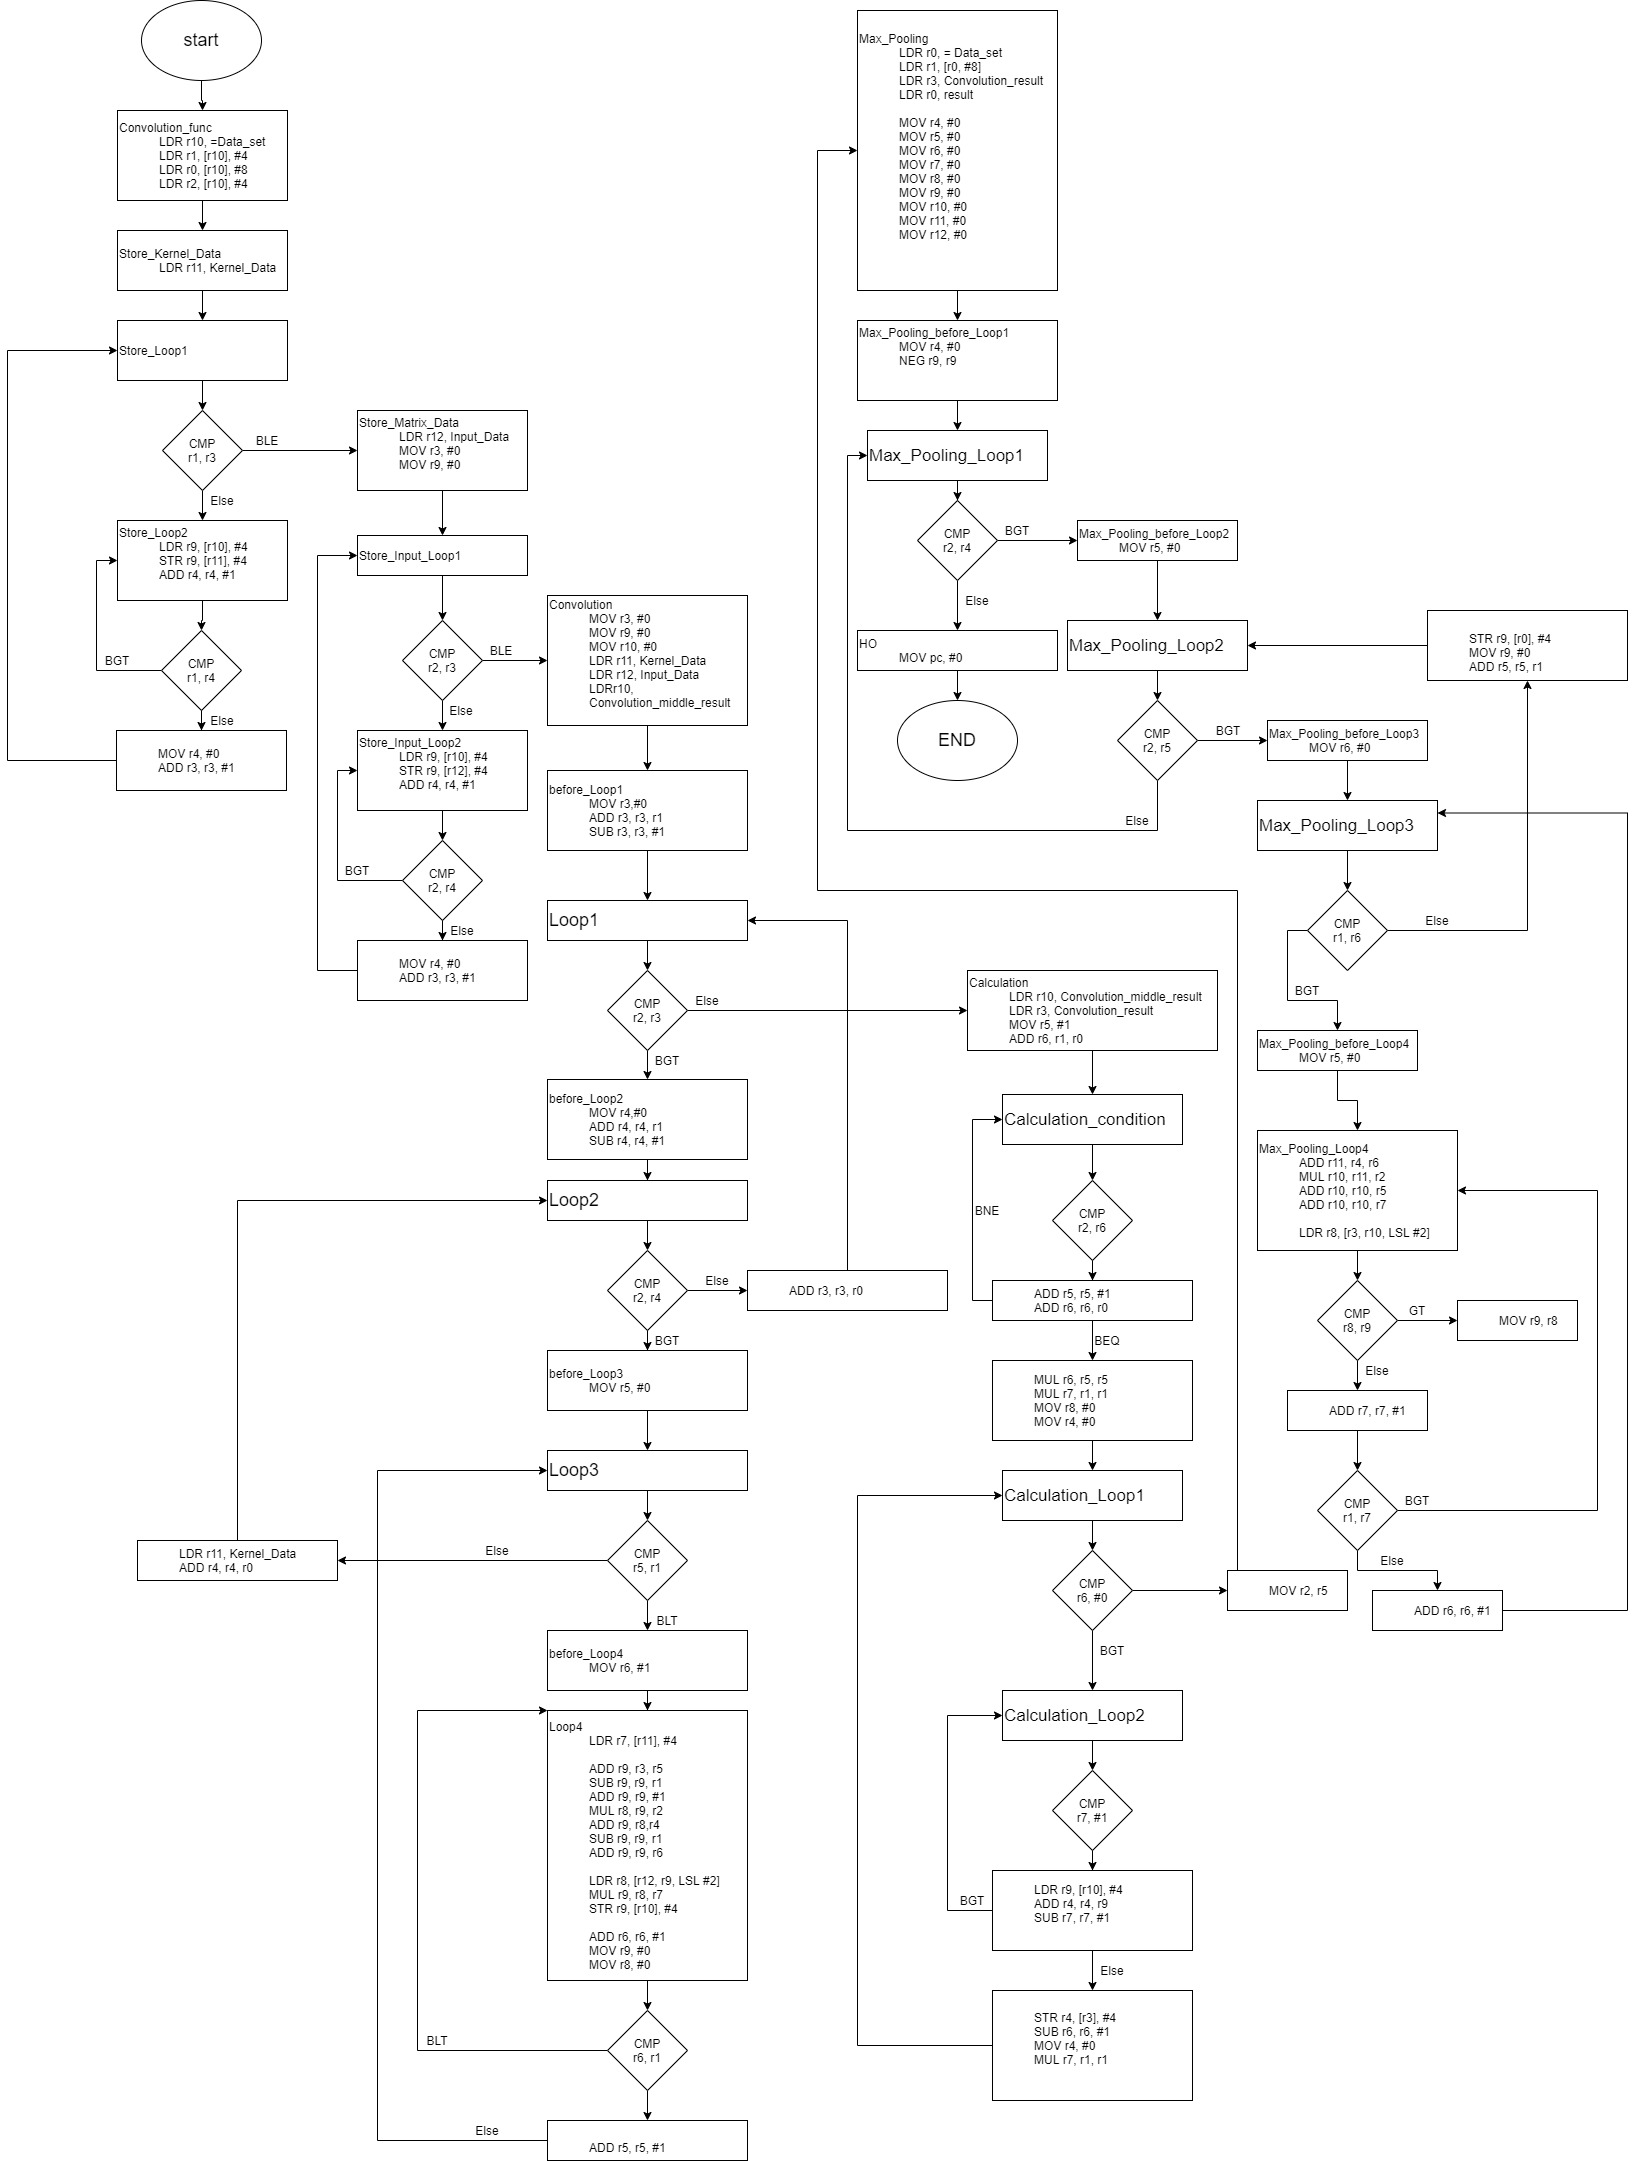 start
Convolution_func
LDR r10, =Data_set
LDR r1, [r10], #4
LDR r0, [r10], #8
LDR r2, [r10], #4
Store_Kernel_Data
LDR r11, Kernel_Data
Store_Loop1
CMP
r1, r3
BLE
Else
Store_Loop2
LDR r9, [r10], #4
STR r9, [r11], #4
ADD r4, r4, #1
CMP
r1, r4
BGT
Else
MOV r4, #0
ADD r3, r3, #1
Store_Matrix_Data
LDR r12, Input_Data
MOV r3, #0
MOV r9, #0
Store_Input_Loop1
CMP
r2, r3
BLE
Else
Store_Input_Loop2
LDR r9, [r10], #4
STR r9, [r12], #4
ADD r4, r4, #1
CMP
r2, r4
BGT
Else
MOV r4, #0
ADD r3, r3, #1
Convolution
MOV r3, #0
MOV r9, #0
MOV r10, #0
LDR r11, Kernel_Data
LDR r12, Input_Data
LDRr10,
Convolution_middle_result
before_Loop1
MOV r3,#0
ADD r3, r3, r1
SUB r3, r3, #1
Loop1
CMP
r2, r3
Else
BGT
before_Loop2
MOV r4,#0
ADD r4, r4, r1
SUB r4, r4, #1
Loop2
CMP
r2, r4
Else
ADD r3, r3, r0
BGT
before_Loop3
MOV r5, #0
Loop3
CMP
r5, r1
Else
LDR r11, Kernel_Data
ADD r4, r4, r0
BLT
before_Loop4
MOV r6, #1
Loop4
LDR r7, [r11], #4
ADD r9, r3, r5
SUB r9, r9, r1
ADD r9, r9, #1
MUL r8, r9, r2
ADD r9, r8,r4
SUB r9, r9, r1
ADD r9, r9, r6
LDR r8, [r12, r9, LSL #2]
MUL r9, r8, r7
STR r9, [r10], #4
ADD r6, r6, #1
MOV r9, #0
MOV r8, #0
CMP
r6, r1
BLT
Else
ADD r5, r5, #1
Calculation
LDR r10, Convolution_middle_result
LDR r3, Convolution_result
MOV r5, #1
ADD r6, r1, r0
Calculation_condition
CMP
r2, r6
BNE
ADD r5, r5, #1
ADD r6, r6, r0
BEQ
MUL r6, r5, r5
MUL r7, r1, r1
MOV r8, #0
MOV r4, #0
Calculation_Loop1
CMP
r6, #0
MOV r2, r5
BGT
Calculation_Loop2
CMP
r7, #1
BGT
LDR r9, [r10], #4
ADD r4, r4, r9
SUB r7, r7, #1
Else
STR r4, [r3], #4
SUB r6, r6, #1
MOV r4, #0
MUL r7, r1, r1
Max_Pooling
LDR r0, = Data_set
LDR r1, [r0, #8]
LDR r3, Convolution_result
LDR r0, result
MOV r4, #0
MOV r5, #0
MOV r6, #0
MOV r7, #0
MOV r8, #0
MOV r9, #0
MOV r10, #0
MOV r11, #0
MOV r12, #0
Max_Pooling_before_Loop1
MOV r4, #0
NEG r9, r9
Max_Pooling_Loop1
CMP
r2, r4
BGT
Else
HO
MOV pc, #0
END
Max_Pooling_before_Loop2
MOV r5, #0
Max_Pooling_Loop2
CMP
r2, r5
BGT
Else
STR r9, [r0], #4
MOV r9, #0
ADD r5, r5, r1
Max_Pooling_before_Loop3
MOV r6, #0
Max_Pooling_Loop3
CMP
r1, r6
Else
BGT
Max_Pooling_before_Loop4
MOV r5, #0
Max_Pooling_Loop4
ADD r11, r4, r6
MUL r10, r11, r2
ADD r10, r10, r5
ADD r10, r10, r7
LDR r8, [r3, r10, LSL #2]
CMP
r8, r9
GT
MOV r9, r8
Else
ADD r7, r7, #1
CMP
r1, r7
BGT
Else
ADD r6, r6, #1